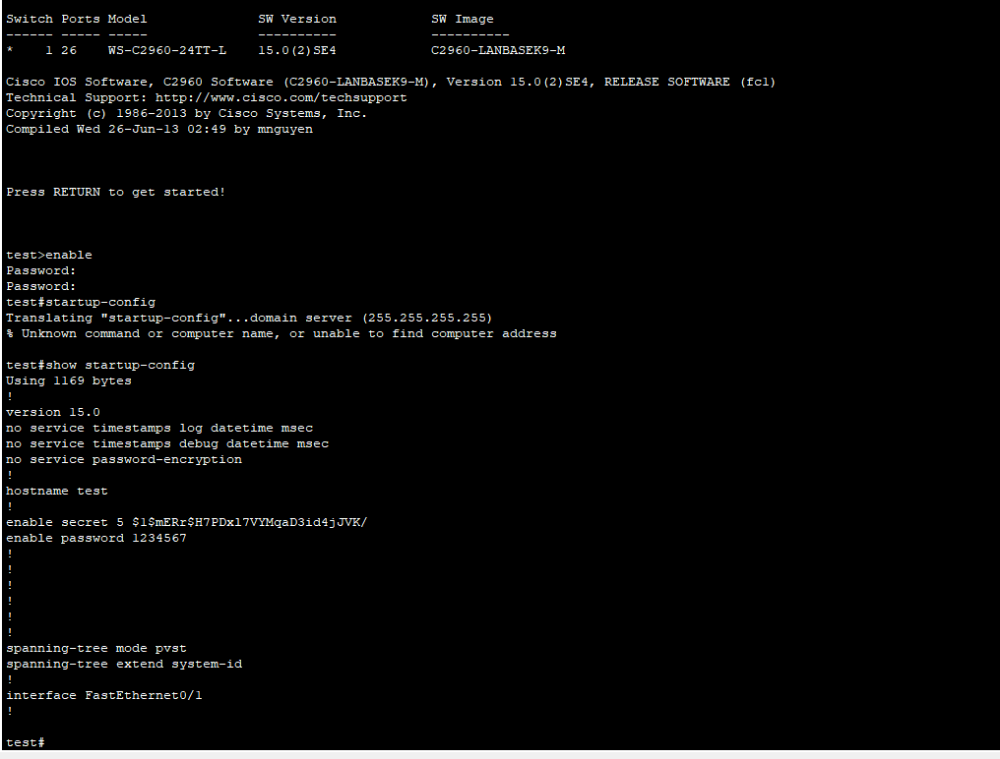 Switch Ports Model              SW Version            SW Image
------ ----- -----              ----------            ----------
*    1 26    WS-C2960-24TT-L    15.0(2)SE4            C2960-LANBASEK9-M
Cisco IOS Software, C2960 Software (C2960-LANBASEK9-M), Version 15.0(2)SE4, RELEASE SOFTWARE (fc1)
Technical Support: http://www.cisco.com/techsupport
Copyright (c) 1986-2013 by Cisco Systems, Inc.
Compiled Wed 26-Jun-13 02:49 by mnguyen
Press RETURN to get started!
test>enable
Password:
Password:
test#startup-config
Translating "startup-config"...domain server (255.255.255.255)
% Unknown command or computer name, or unable to find computer address
test#show startup-config
Using 1169 bytes
!
version 15.0
no service timestamps log datetime msec
no service timestamps debug datetime msec
no service password-encryption
!
hostname test
!
enable secret 5 $1$mERr$H7PDxl7VYMqaD3id4jJVK/
enable password 1234567
!
!
!
!
!
!
spanning-tree mode pvst
spanning-tree extend system-id
!
interface FastEthernet0/1
!
test#